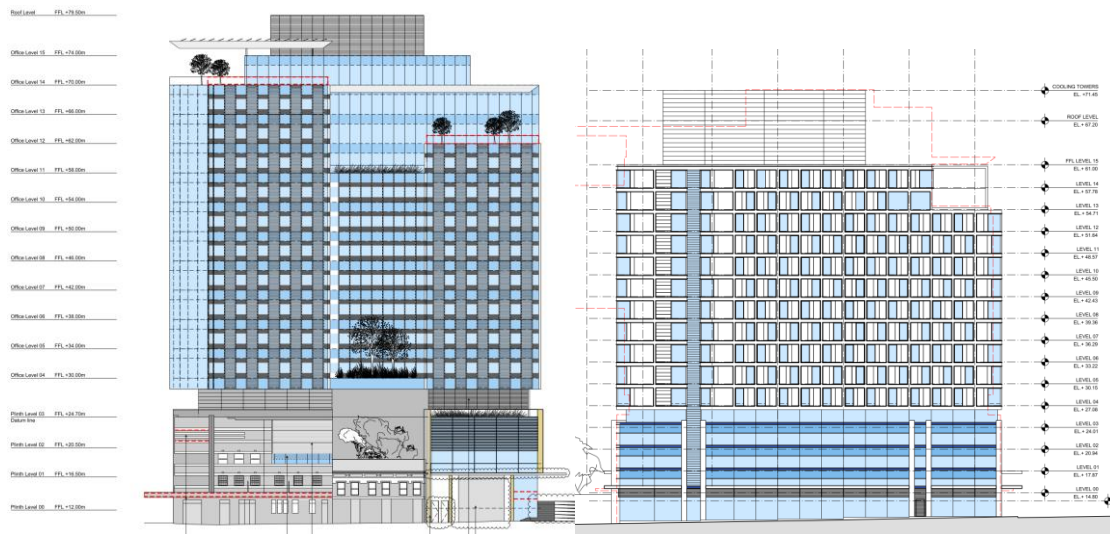 Roof Level FFL +79.50m
Office Level 15 FFL +74.00m
Office Level 14 FFL +70.00m
Office Level 13 FFL +66.00m
Office Level 12 FFL +62.00m
Office Level 11 FFL +58.00m
Office Level 10 FFL +54.00m
Office Level 09 FFL +50.00m
Office Level 08 FFL +46.00m
Office Level 07 FFL +42.00m
Office Level 06 FFL +38.00m
Office Level 05 FFL +34.00m
Office Level 04 FFL +30.00m
Plinth Level 03 FFL +24.70m
Datum line
Plinth Level 02 FFL +20.50m
Plinth Level 01 FFL +16.50m
Plinth Level 00 FFL +12.00m
COOLING TOWERS
EL. +71.45
ROOF LEVEL
EL.+ 67.20
FFL LEVEL 15
EL.+ 61.00
LEVEL 14
EL.+ 57.78
LEVEL 13
EL.+ 54.71
LEVEL 12
EL.+ 51.64
LEVEL 11
EL.+ 48.57
LEVEL 10
EL.+ 45.50
LEVEL 09
EL.+ 42.43
LEVEL 08
EL.+ 39.36
LEVEL 07
EL.+ 36.29
LEVEL 06
EL.+ 33.22
LEVEL 05
EL.+ 30.15
LEVEL 04
EL.+ 27.08
LEVEL 03
EL.+ 24.01
LEVEL 02
EL.+ 20.94
LEVEL 01
EL.+ 17.87
LEVEL 00
EL.+ 14.80